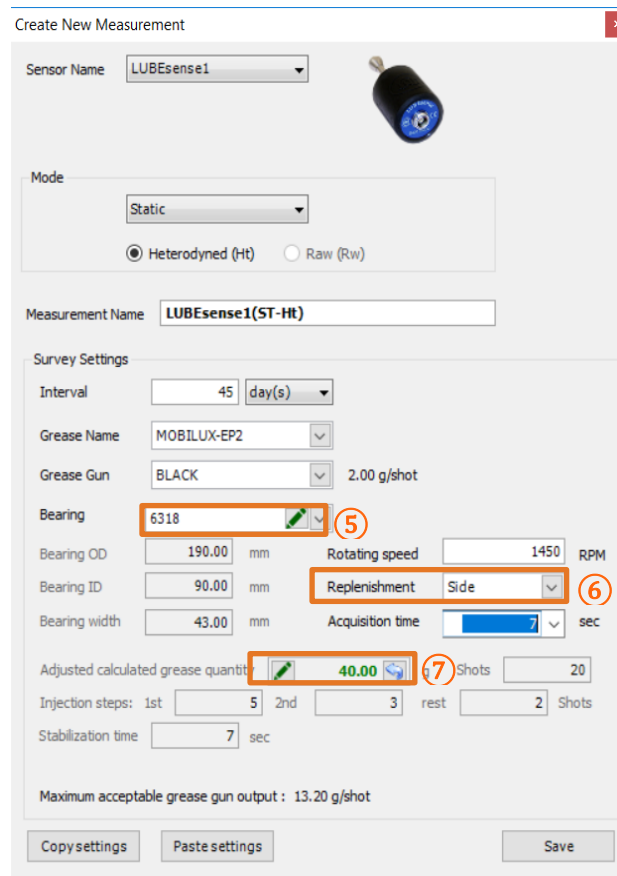 Create New Measurement
Sensor Name LUBEsense1
LUBEsense
Mode
Static
Heterodyned (Ht) Raw (Rw)
Measurement Name LUBEsense1(ST-Ht)
Survey Settings
Interval 45 day(s)
Grease Name MOBILUX-EP2
Grease Gun BLACK 2.00 g/shot
Bearing 6318 ⑤
Bearing OD 190.00 mm Rotating speed 1450 RPM
Bearing ID 90.00 mm Replenishment Side ⑥
Bearing width 43.00 mm Acquisition time 7 sec
Adjusted calculated grease quantity 40.00 ⑦ g Shots 20
Injection steps: 1st 5 2nd 3 rest 2 Shots
Stabilization time 7 sec
Maximum acceptable grease gun output : 13.20 g/shot
Copy settings Paste settings Save